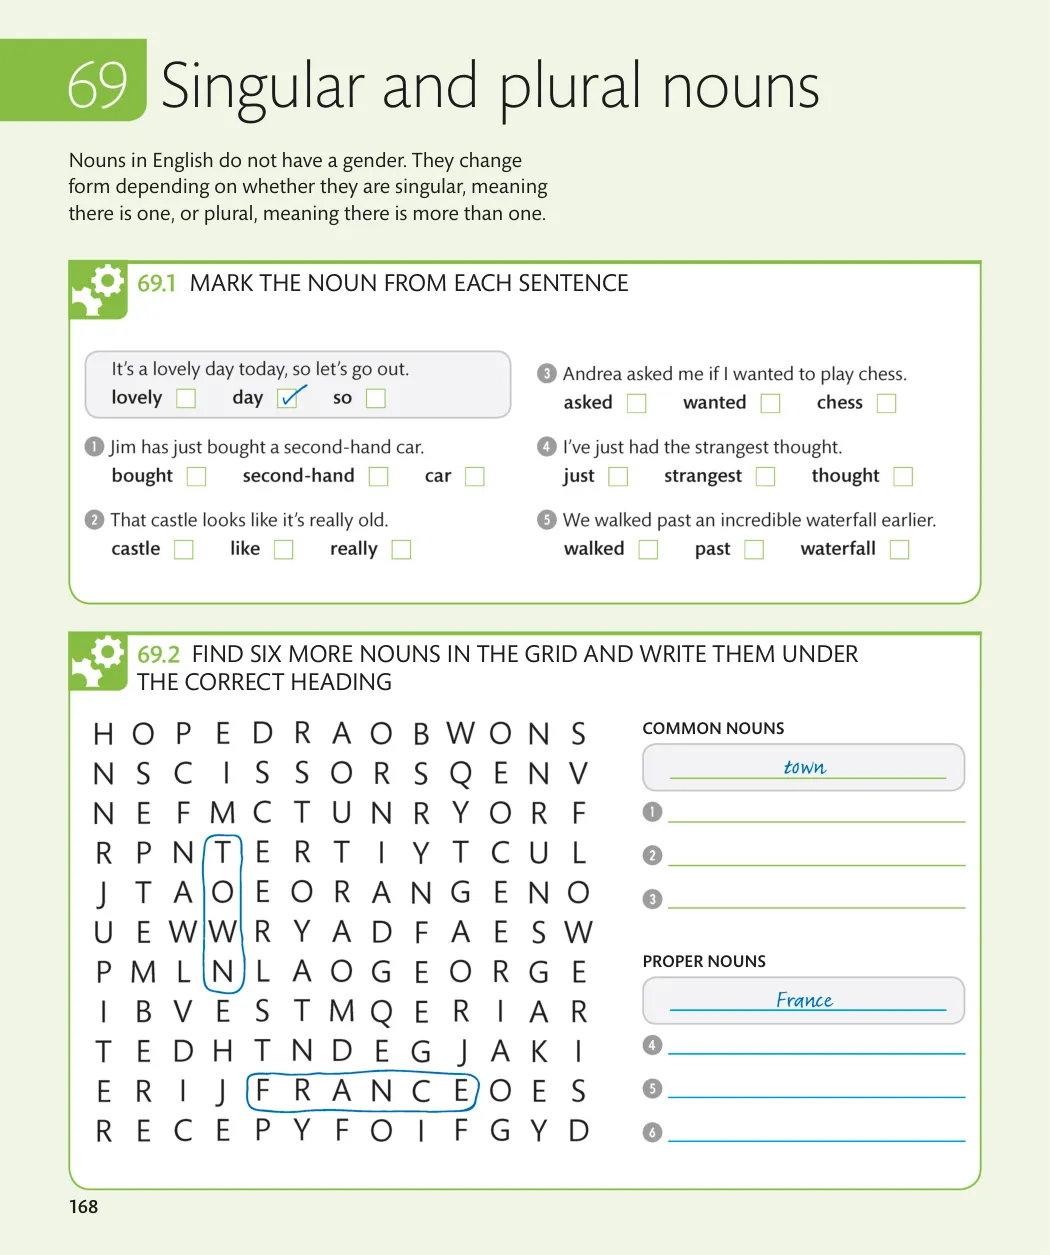 69 Singular and plural nouns
Nouns in English do not have a gender. They change
form depending on whether they are singular, meaning
there is one, or plural, meaning there is more than one.
69.1 MARK THE NOUN FROM EACH SENTENCE
It's a lovely day today, so let's go out.
lovely day so
1 Jim has just bought a second-hand car.
bought second-hand car
2 That castle looks like it's really old.
castle like really
3 Andrea asked me if I wanted to play chess.
asked wanted chess
4 I've just had the strangest thought.
just strangest thought
5 We walked past an incredible waterfall earlier.
walked past waterfall
69.2 FIND SIX MORE NOUNS IN THE GRID AND WRITE THEM UNDER
THE CORRECT HEADING
H O P E D R A O B W O N S
N S C I S S O R S Q E N V
N E F M C T U N R Y O R F
R P N T E R T I Y T C U L
J T A O E O R A N G E N O
U E W W R Y A D F A E S W
P M L N L A O G E O R G E
I B V E S T M Q E R I A R
T E D H T N D E G J A K I
E R I J F R A N C E O E S
R E C E P Y F O I F G Y D
COMMON NOUNS
town
1
2
3
PROPER NOUNS
France
4
5
6
168